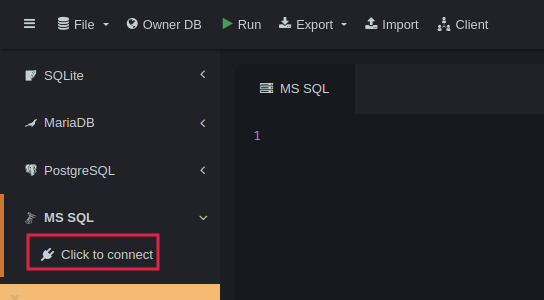 File Owner DB Run Export Import Client
SQLite
MS SQL
MariaDB
1
PostgreSQL
MS SQL
Click to connect